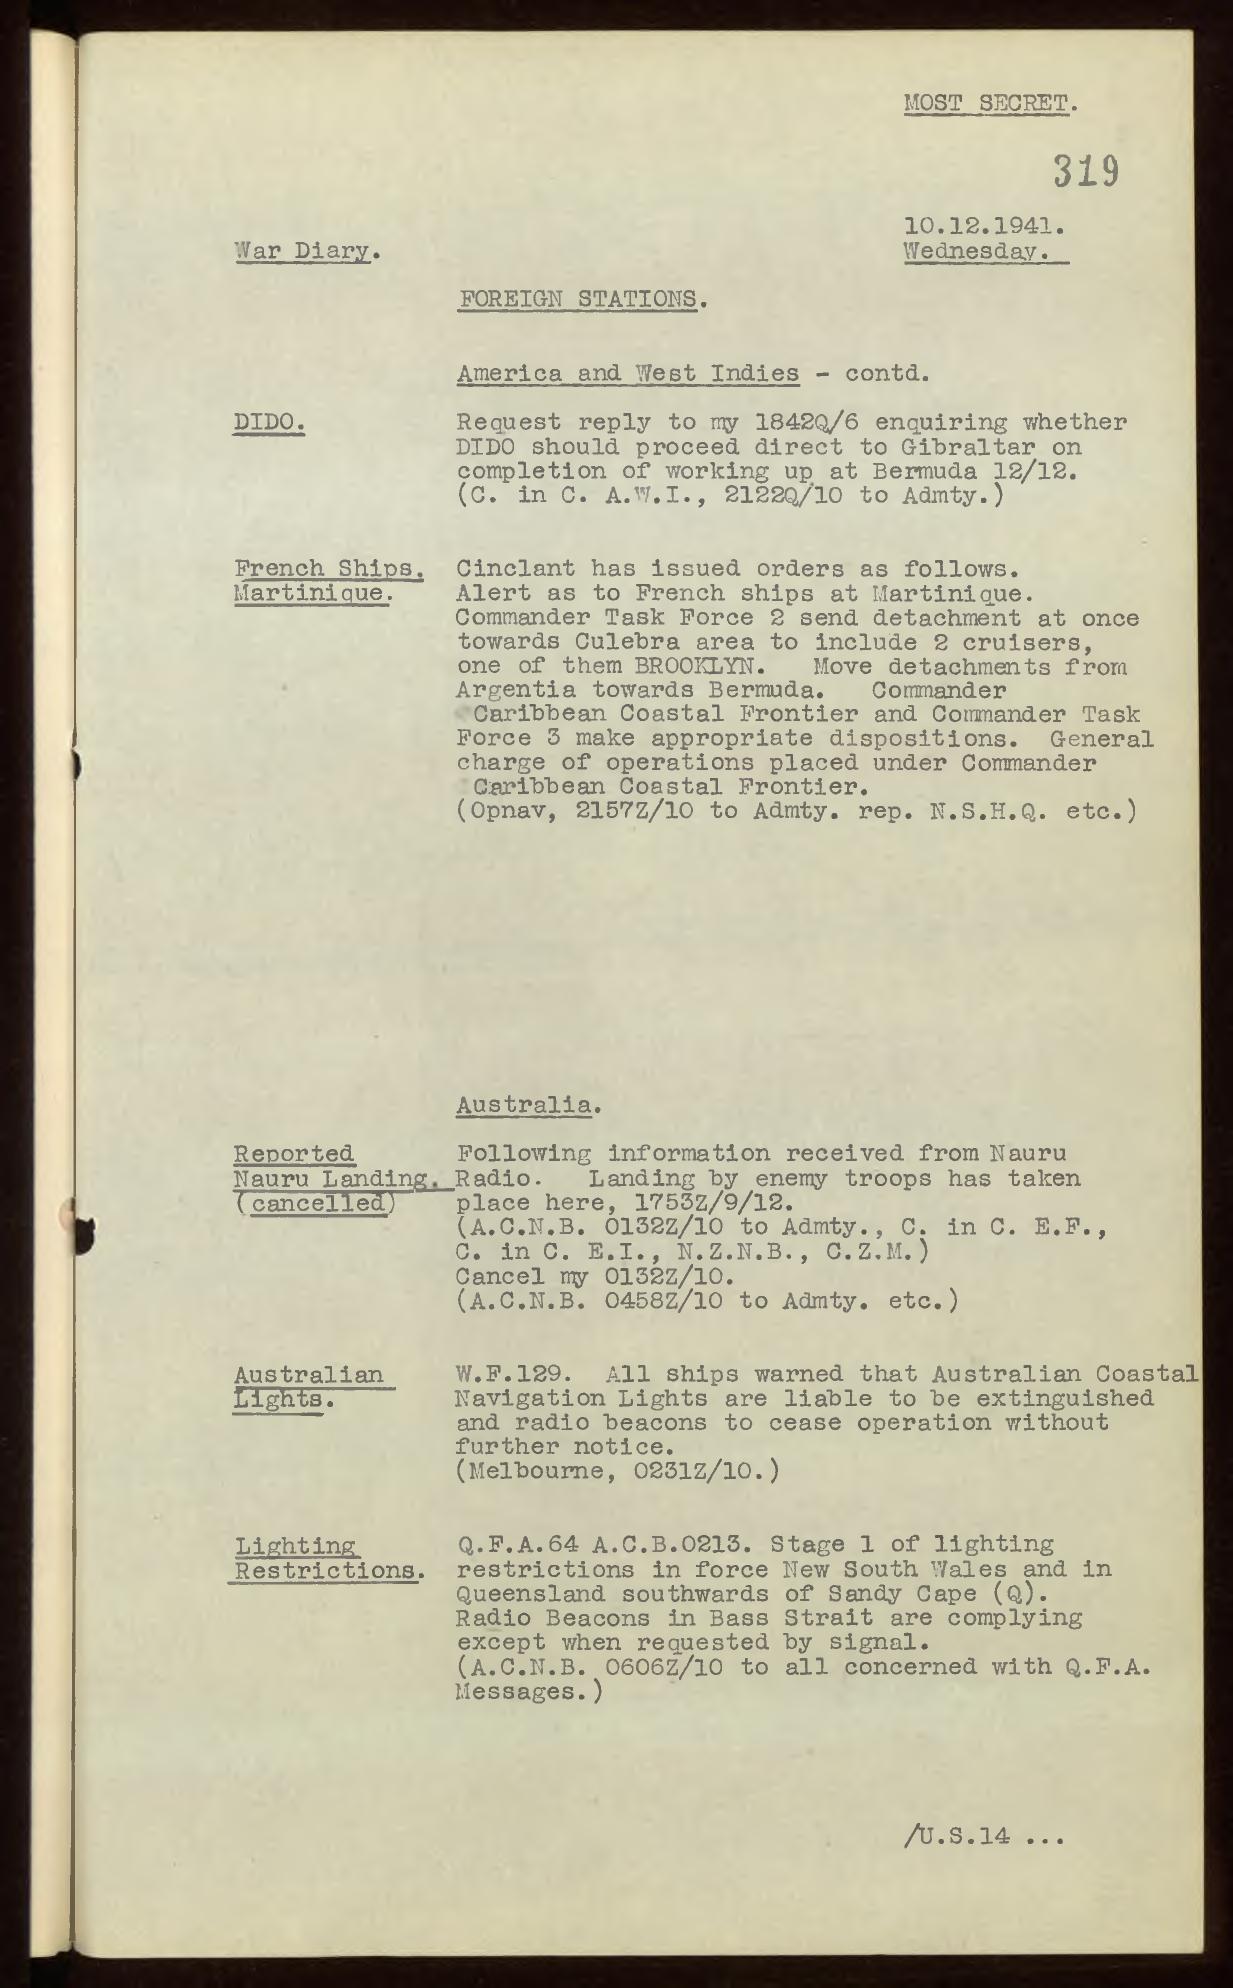 MOST SECRET.
319
10.12.1941.
War Diary.
Wednesday.
FOREIGN STATIONS.
America and West Indies - contd.
DIDO. Request reply to my 1842Q/6 enquiring whether
DIDO should proceed direct to Gibraltar on
completion of working up at Bermuda 12/12.
(C. in C. A.W.I., 2122Q/10 to Admty.)
French Ships. Cinclant has issued orders as follows.
Martinique. Alert as to French ships at Martinique.
Commander Task Force 2 send detachment at once
towards Culebra area to include 2 cruisers,
one of them BROOKLYN. Move detachments from
Argentia towards Bermuda. Commander
Caribbean Coastal Frontier and Commander Task
Force 3 make appropriate dispositions. General
charge of operations placed under Commander
Caribbean Coastal Frontier.
(Opnav, 2157Z/10 to Admty. rep. N.S.H.Q. etc.)
Australia.
Reported Following information received from Nauru
Nauru Landing. Radio. Landing by enemy troops has taken
(cancelled) place here, 1753Z/9/12.
(A.C.N.B. 0132Z/10 to Admty., C. in C. E.F.,
C. in C. E.I., N.Z.N.B., C.Z.M.)
Cancel my 0132Z/10.
(A.C.N.B. 0458Z/10 to Admty. etc.)
Australian W.F.129. All ships warned that Australian Coastal
Lights. Navigation Lights are liable to be extinguished
and radio beacons to cease operation without
further notice.
(Melbourne, 0231Z/10.)
Lighting Q.F.A.64 A.C.B.0213. Stage 1 of lighting
Restrictions. restrictions in force New South Wales and in
Queensland southwards of Sandy Cape (Q).
Radio Beacons in Bass Strait are complying
except when requested by signal.
(A.C.N.B. 0606Z/10 to all concerned with Q.F.A.
Messages.)
/U.S.14 ...